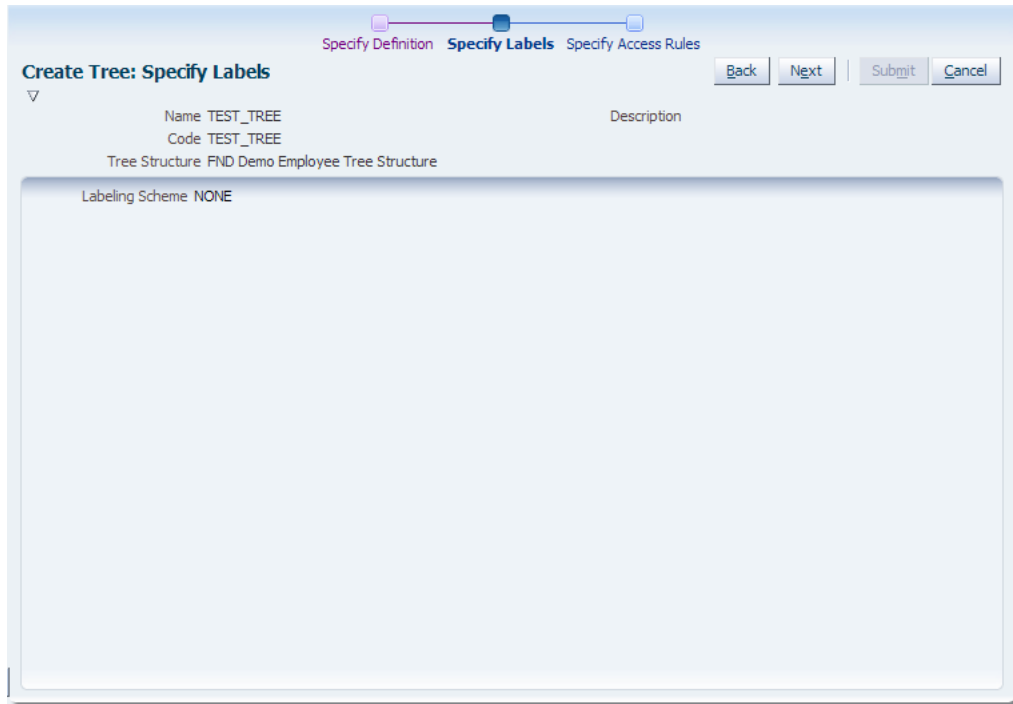 Specify Definition Specify Labels Specify Access Rules
Create Tree: Specify Labels Back Next Submit Cancel
Name TEST_TREE Description
Code TEST_TREE
Tree Structure FND Demo Employee Tree Structure
Labeling Scheme NONE